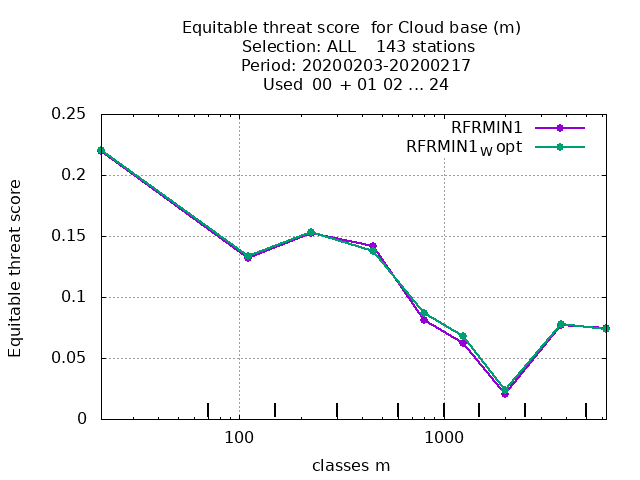 Equitable threat score  for Cloud base (m)
Selection: ALL    143 stations
Period: 20200203-20200217
Used  00 + 01 02 ... 24
RFRMIN1
RFRMIN1W opt
0.25
0.2
0.15
0.1
0.05
0
Equitable threat score
100
1000
classes m